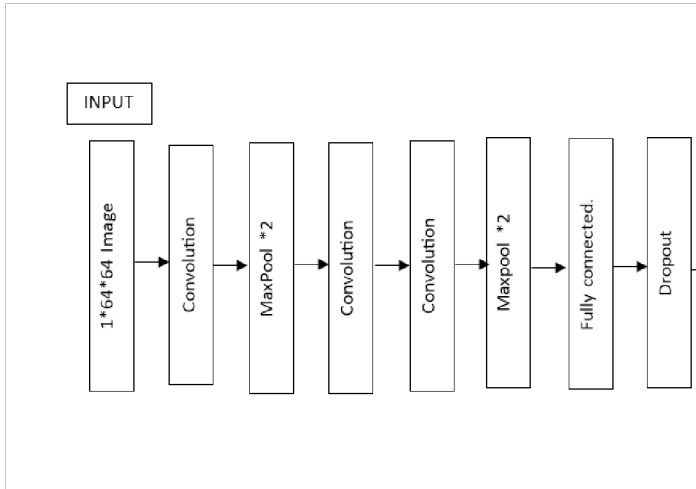 INPUT
1*64*64 Image
Convolution
MaxPool *2
Convolution
Convolution
Maxpool *2
Fully connected.
Dropout